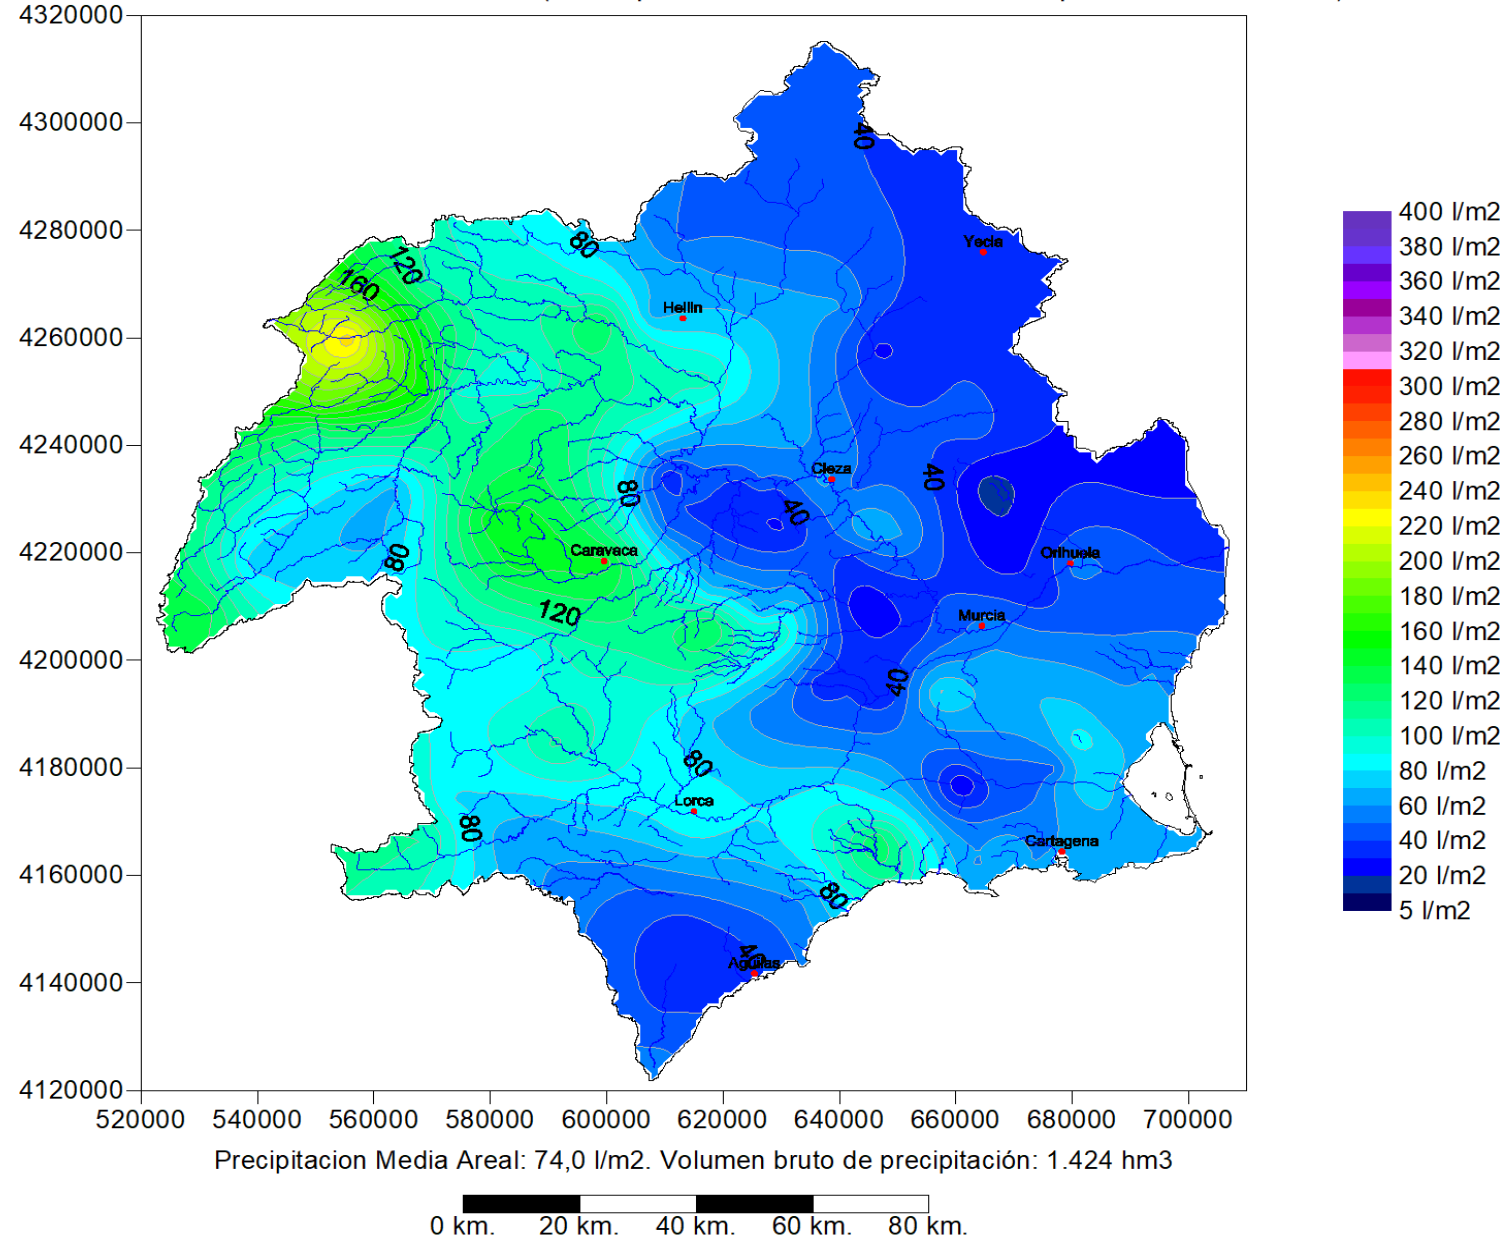 4320000
4300000
4280000
4260000
4240000
4220000
4200000
4180000
4160000
4140000
4120000
520000 540000 560000 580000 600000 620000 640000 660000 680000 700000
40
Yecla
80
120
160
Hellin
Cieza
40
80
40
Caravaca
80
Orihuela
120
Murcia
40
80
Lorca
80
Cartagena
80
40
Aguilas
400 l/m2
380 l/m2
360 l/m2
340 l/m2
320 l/m2
300 l/m2
280 l/m2
260 l/m2
240 l/m2
220 l/m2
200 l/m2
180 l/m2
160 l/m2
140 l/m2
120 l/m2
100 l/m2
80 l/m2
60 l/m2
40 l/m2
20 l/m2
5 l/m2
Precipitacion Media Areal: 74,0 l/m2. Volumen bruto de precipitación: 1.424 hm3
0 km. 20 km. 40 km. 60 km. 80 km.